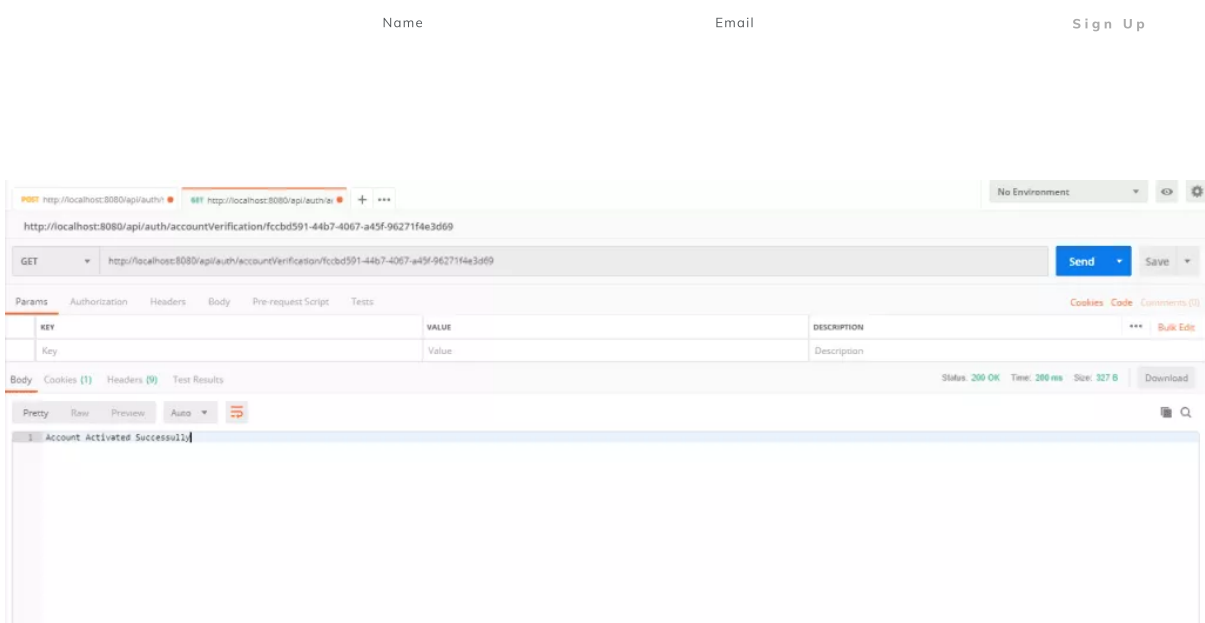 Name Email Sign Up
POST http://localhost:8080/api/auth/ GET http://localhost:8080/api/auth/a + ••• No Environment
http://localhost:8080/api/auth/accountVerification/fccbd591-44b7-4067-a45f-96271f4e3d69
GET http://localhost:8080/api/auth/accountVerification/fccbd591-44b7-4067-a45f-96271f4e3d69 Send Save
Params Authorization Headers Body Pre-request Script Tests Cookies Code Comments (0)
KEY VALUE DESCRIPTION ••• Bulk Edit
Key Value Description
Body Cookies (1) Headers (9) Test Results Status: 200 OK Time: 200 ms Size: 327 B Download
Pretty Raw Preview Auto
1 Account Activated Successully